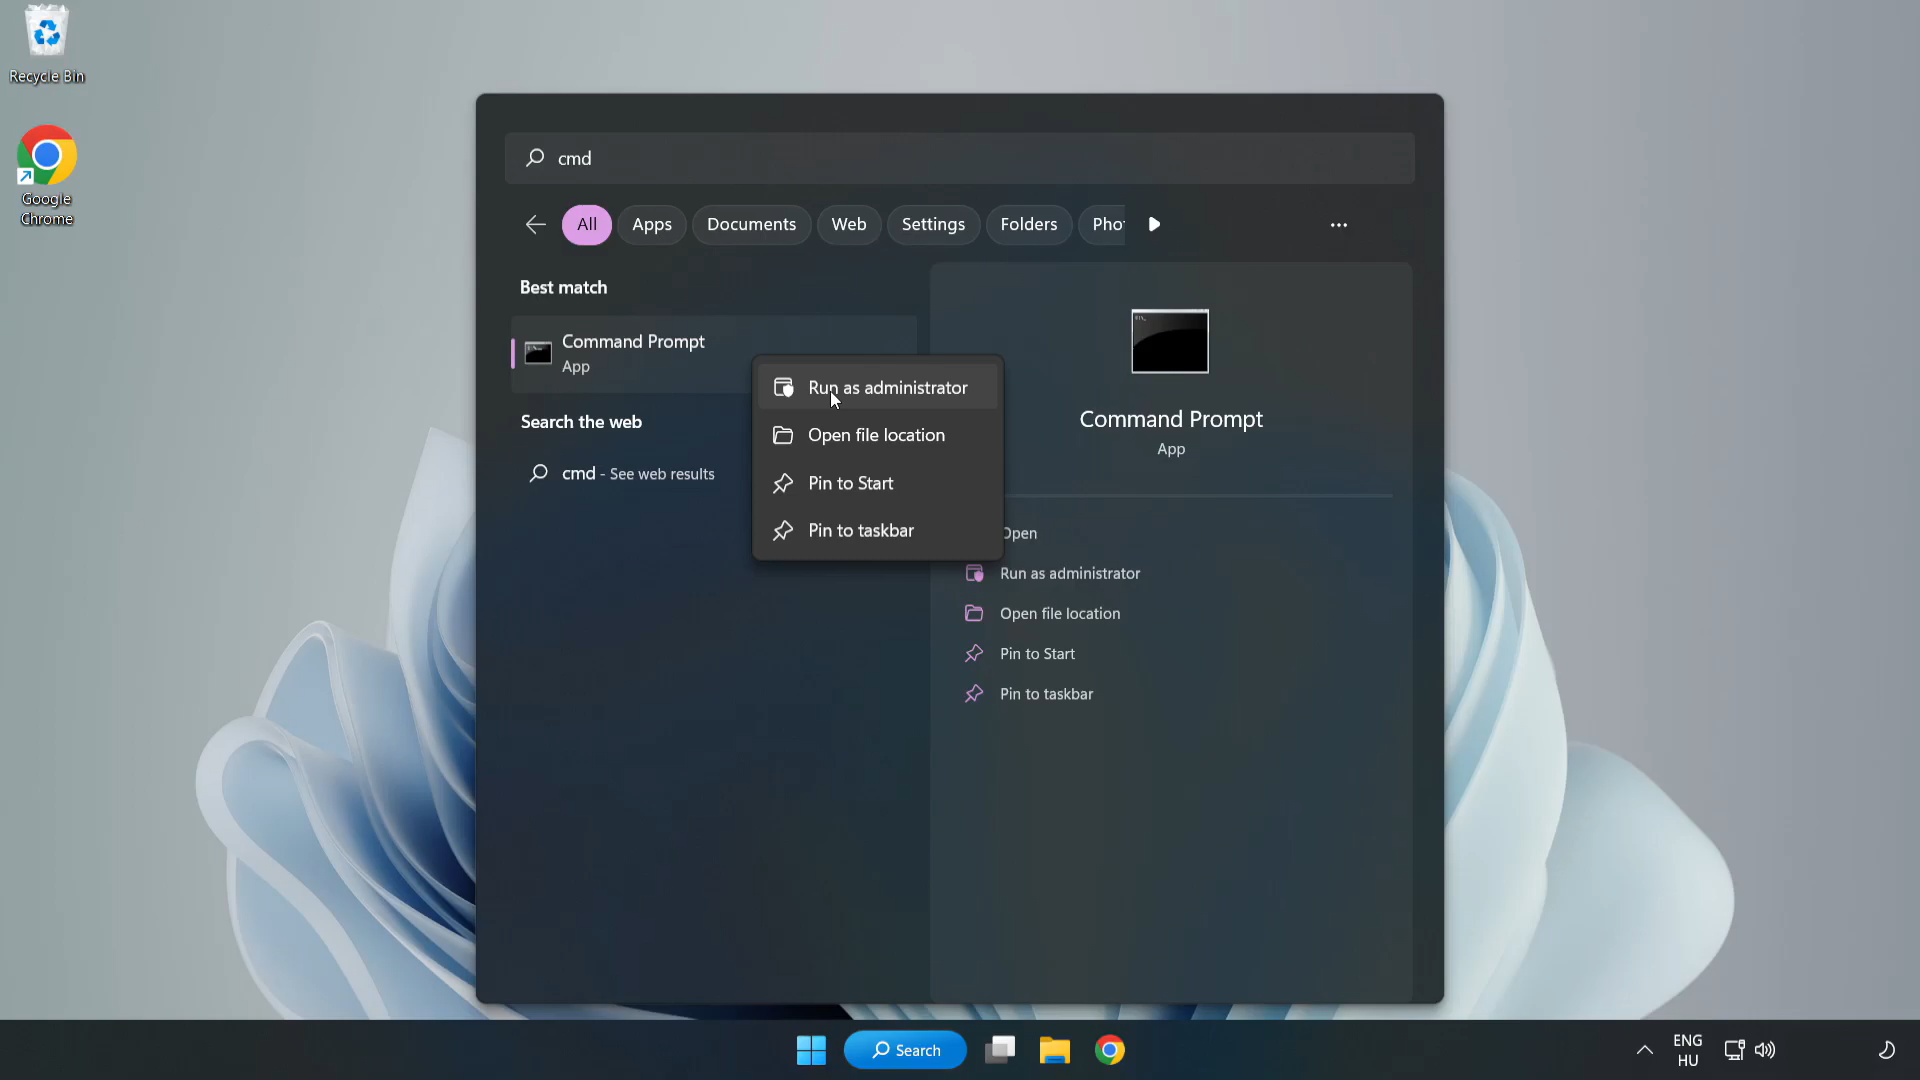 Recycle Bin
Google
Chrome
cmd
All
Apps
Documents
Web
Settings
Folders
Pho
Best match
Command Prompt
App
Search the web
cmd - See web results
Run as administrator
Open file location
Pin to Start
Pin to taskbar
Command Prompt
App
Open
Run as administrator
Open file location
Pin to Start
Pin to taskbar
Search
ENG
HU